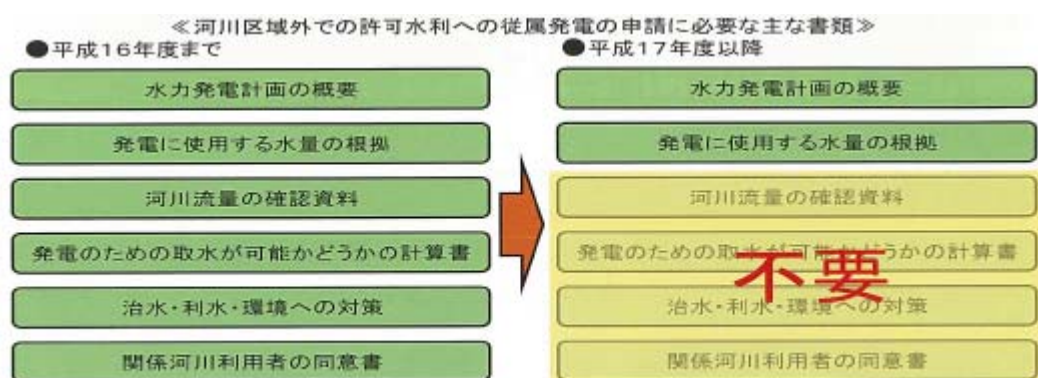 ≪河川区域外での許可水利への従属発電の申請に必要な主な書類≫
●平成16年度まで
水力発電計画の概要
発電に使用する水量の根拠
河川流量の確認資料
発電のための取水が可能かどうかの計算書
治水・利水・環境への対策
関係河川利用者の同意書
●平成17年度以降
水力発電計画の概要
発電に使用する水量の根拠
河川流量の確認資料
発電のための取水が可能かどうかの計算書
不要
治水・利水・環境への対策
関係河川利用者の同意書